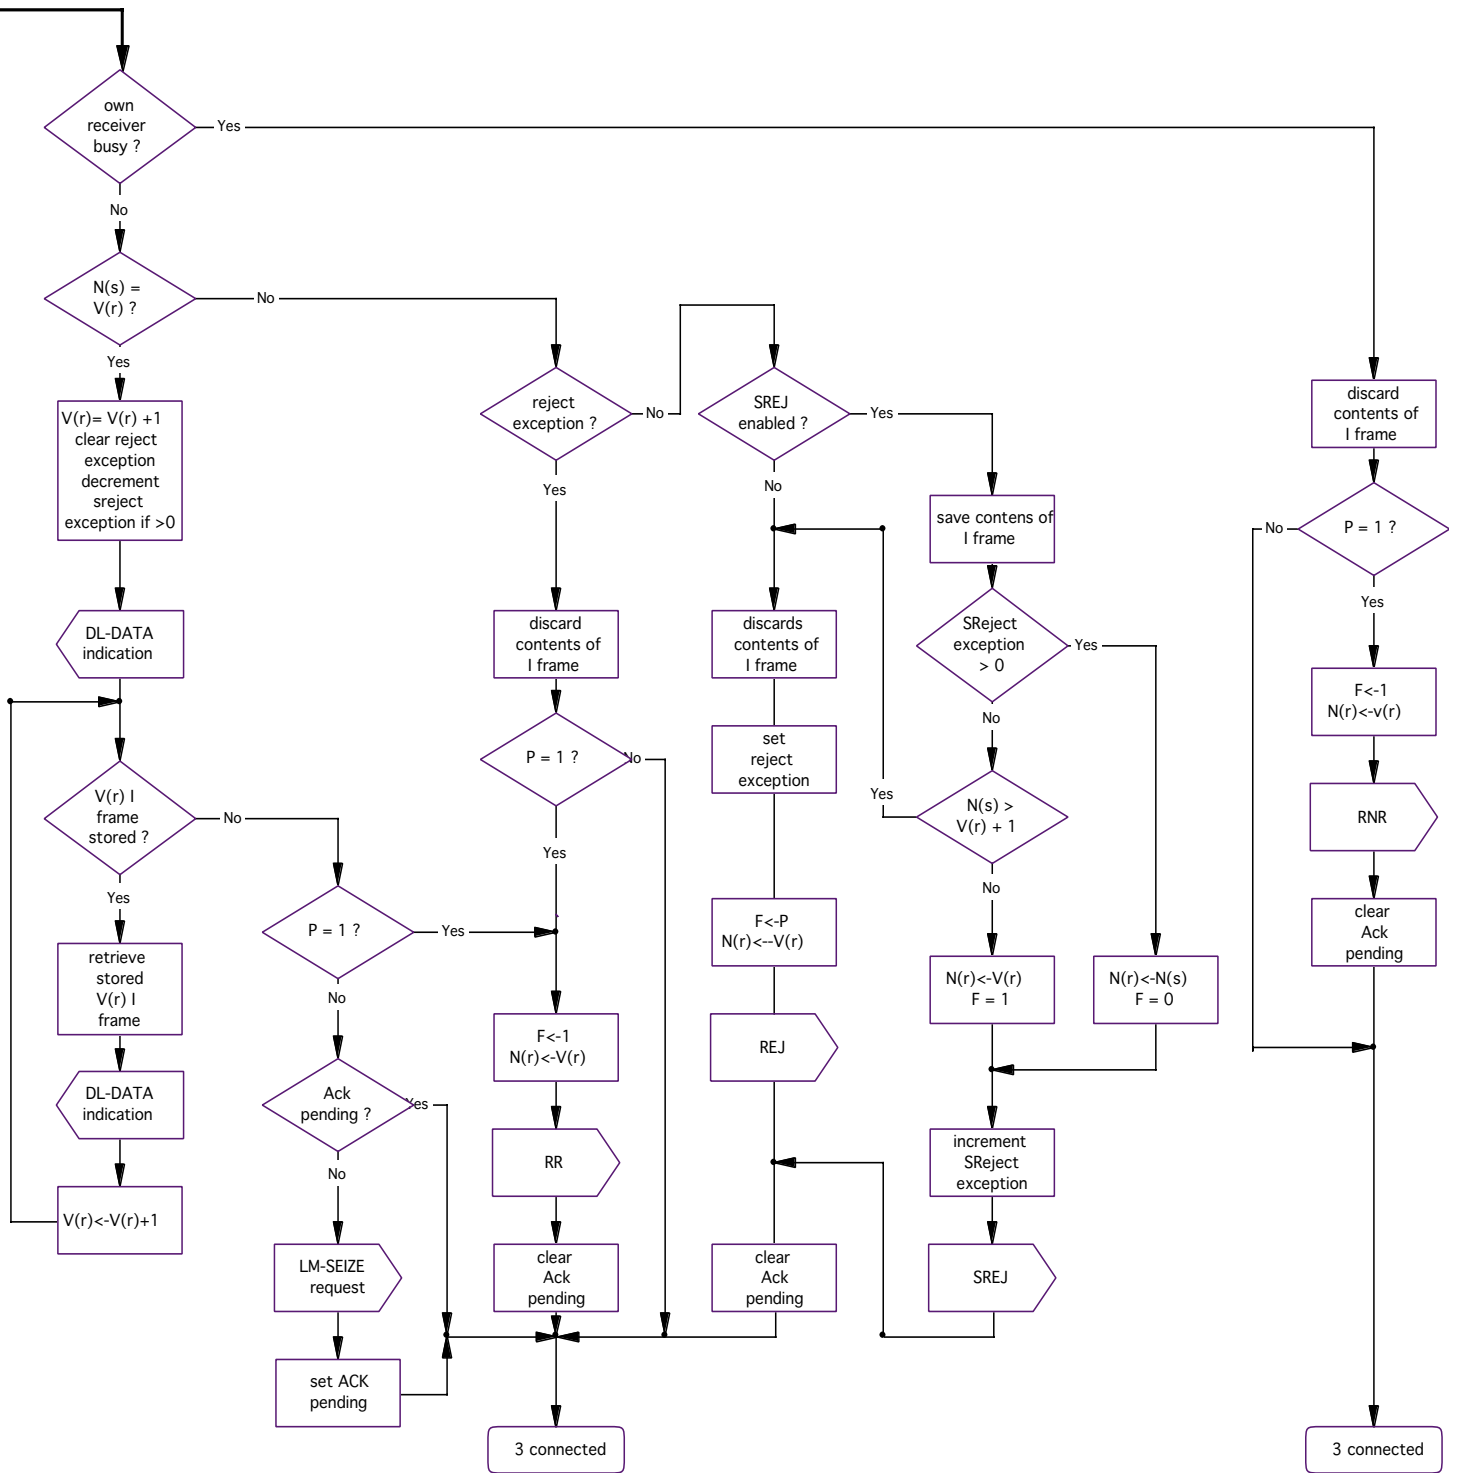 own
receiver
busy ?
Yes
No
N(s) =
V(r) ?
No
Yes
V(r)= V(r) +1
clear reject
exception
decrement
sreject
exception if >0
DL-DATA
indication
V(r) I
frame
stored ?
No
Yes
retrieve
stored
V(r) I
frame
DL-DATA
indication
V(r)<-V(r)+1
P = 1 ?
Yes
No
Ack
pending ?
Yes
No
LM-SEIZE
request
set ACK
pending
reject
exception ?
No
Yes
discard
contents of
I frame
P = 1 ?
No
Yes
F<-1
N(r)<-V(r)
RR
clear
Ack
pending
3 connected
SREJ
enabled ?
Yes
No
discards
contents of
I frame
set
reject
exception
F<-P
N(r)<--V(r)
REJ
clear
Ack
pending
save contens of
I frame
SReject
exception
> 0
Yes
No
N(s) >
V(r) + 1
Yes
No
N(r)<-V(r)
F = 1
N(r)<-N(s)
F = 0
increment
SReject
exception
SREJ
discard
contents of
I frame
P = 1 ?
No
Yes
F<-1
N(r)<-v(r)
RNR
clear
Ack
pending
3 connected